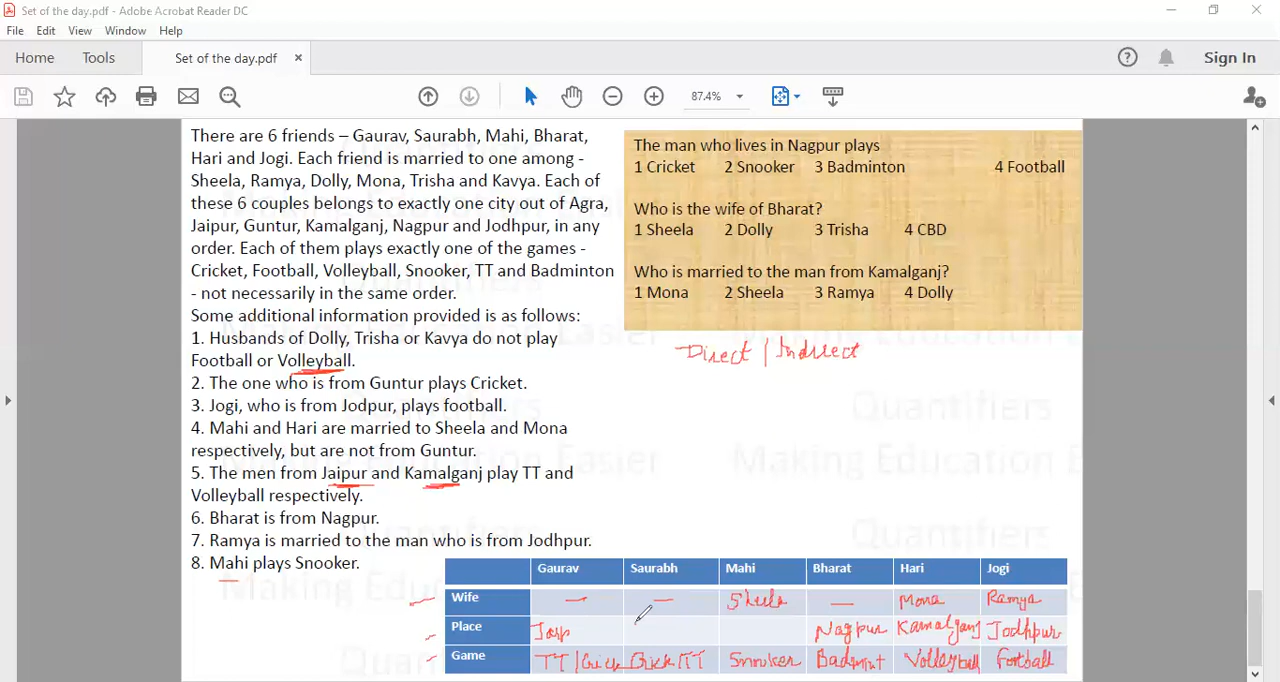 Set of the day.pdf - Adobe Acrobat Reader DC
File Edit View Window Help
Home Tools Set of the day.pdf × Sign In
87.4%
There are 6 friends – Gaurav, Saurabh, Mahi, Bharat,
Hari and Jogi. Each friend is married to one among -
Sheela, Ramya, Dolly, Mona, Trisha and Kavya. Each of
these 6 couples belongs to exactly one city out of Agra,
Jaipur, Guntur, Kamalganj, Nagpur and Jodhpur, in any
order. Each of them plays exactly one of the games -
Cricket, Football, Volleyball, Snooker, TT and Badminton
- not necessarily in the same order.
Some additional information provided is as follows:
1. Husbands of Dolly, Trisha or Kavya do not play
Football or Volleyball.
2. The one who is from Guntur plays Cricket.
3. Jogi, who is from Jodpur, plays football.
4. Mahi and Hari are married to Sheela and Mona
respectively, but are not from Guntur.
5. The men from Jaipur and Kamalganj play TT and
Volleyball respectively.
6. Bharat is from Nagpur.
7. Ramya is married to the man who is from Jodhpur.
8. Mahi plays Snooker.
The man who lives in Nagpur plays
1 Cricket 2 Snooker 3 Badminton 4 Football
Who is the wife of Bharat?
1 Sheela 2 Dolly 3 Trisha 4 CBD
Who is married to the man from Kamalganj?
1 Mona 2 Sheela 3 Ramya 4 Dolly
Direct | Indirect
Gaurav Saurabh Mahi Bharat Hari Jogi
Wife — — Sheela — Mona Ramya
Place Nagpur Kamalganj Jodhpur
Game TT/Crick Crick/TT Snooker Badmint Volleyball Football
Quantifiers Quantifiers
Making Education Easier Making Education E